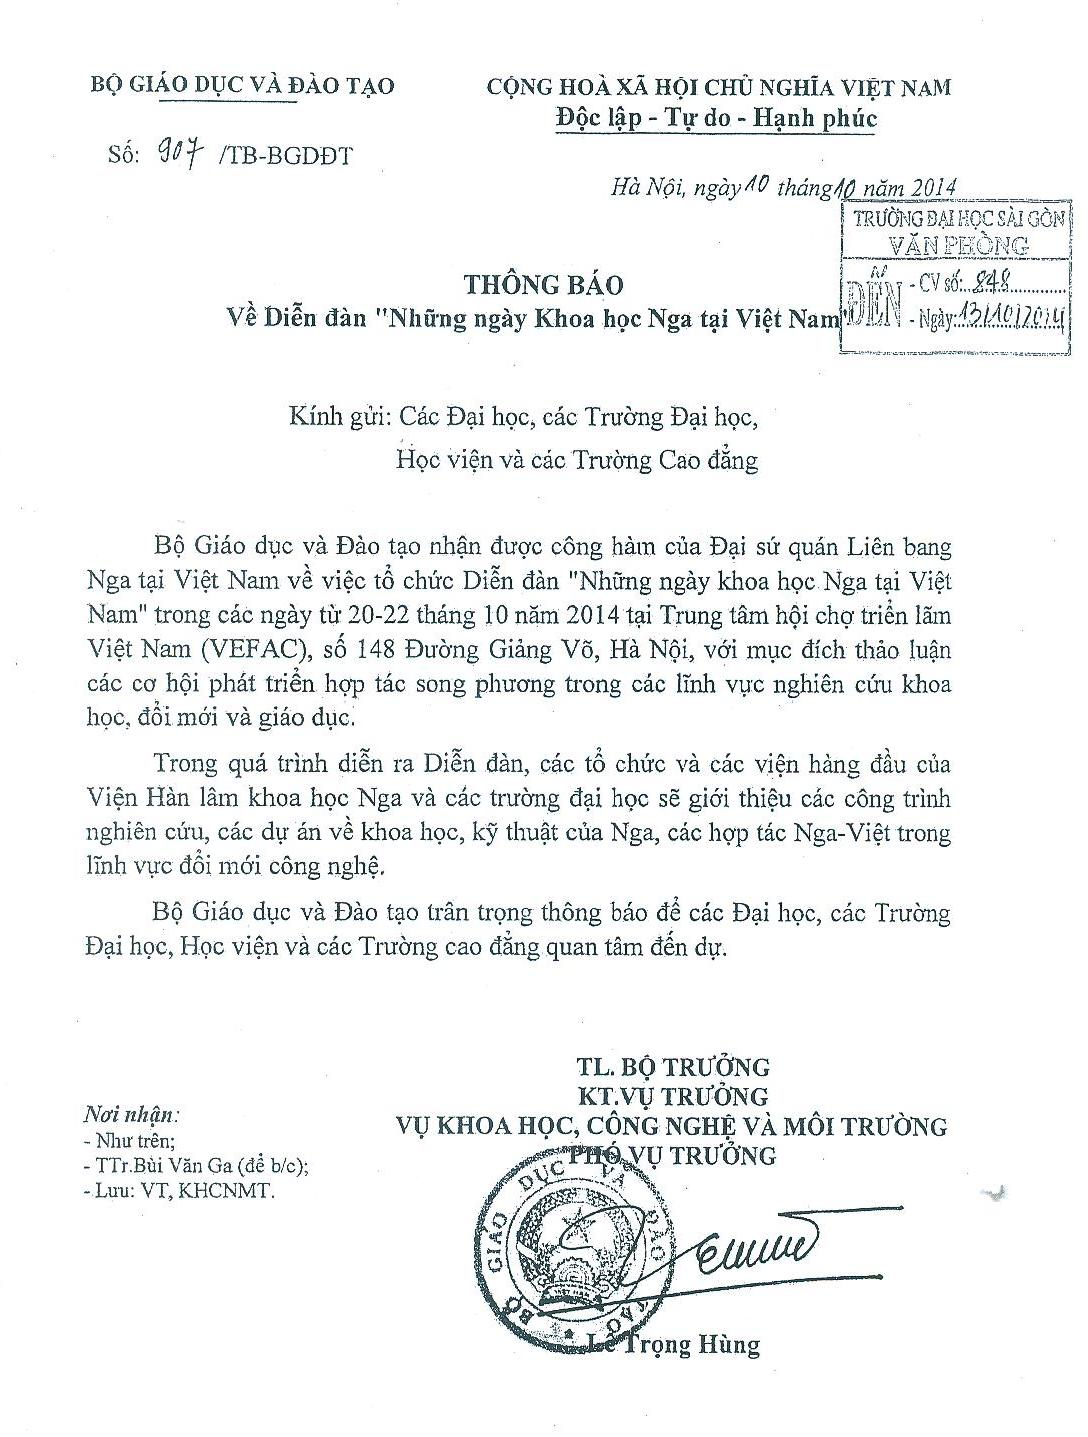 BỘ GIÁO DỤC VÀ ĐÀO TẠO
CỘNG HOÀ XÃ HỘI CHỦ NGHĨA VIỆT NAM
Độc lập - Tự do - Hạnh phúc
Số: 907 /TB-BGDĐT
Hà Nội, ngày 10 tháng 10 năm 2014
TRƯỜNG ĐẠI HỌC SÀI GÒN
VĂN PHÒNG
ĐẾN
- CV số: 848
- Ngày: 13/10/2014
THÔNG BÁO
Về Diễn đàn "Những ngày Khoa học Nga tại Việt Nam"
Kính gửi: Các Đại học, các Trường Đại học,
Học viện và các Trường Cao đẳng
Bộ Giáo dục và Đào tạo nhận được công hàm của Đại sứ quán Liên bang
Nga tại Việt Nam về việc tổ chức Diễn đàn "Những ngày khoa học Nga tại Việt
Nam" trong các ngày từ 20-22 tháng 10 năm 2014 tại Trung tâm hội chợ triển lãm
Việt Nam (VEFAC), số 148 Đường Giảng Võ, Hà Nội, với mục đích thảo luận
các cơ hội phát triển hợp tác song phương trong các lĩnh vực nghiên cứu khoa
học, đổi mới và giáo dục.
Trong quá trình diễn ra Diễn đàn, các tổ chức và các viện hàng đầu của
Viện Hàn lâm khoa học Nga và các trường đại học sẽ giới thiệu các công trình
nghiên cứu, các dự án về khoa học, kỹ thuật của Nga, các hợp tác Nga-Việt trong
lĩnh vực đổi mới công nghệ.
Bộ Giáo dục và Đào tạo trân trọng thông báo để các Đại học, các Trường
Đại học, Học viện và các Trường cao đẳng quan tâm đến dự.
TL. BỘ TRƯỞNG
KT.VỤ TRƯỞNG
VỤ KHOA HỌC, CÔNG NGHỆ VÀ MÔI TRƯỜNG
PHÓ VỤ TRƯỞNG
Nơi nhận:
- Như trên;
- TTr.Bùi Văn Ga (để b/c);
- Lưu: VT, KHCNMT.
BỘ GIÁO DỤC VÀ ĐÀO TẠO
Lê Trọng Hùng